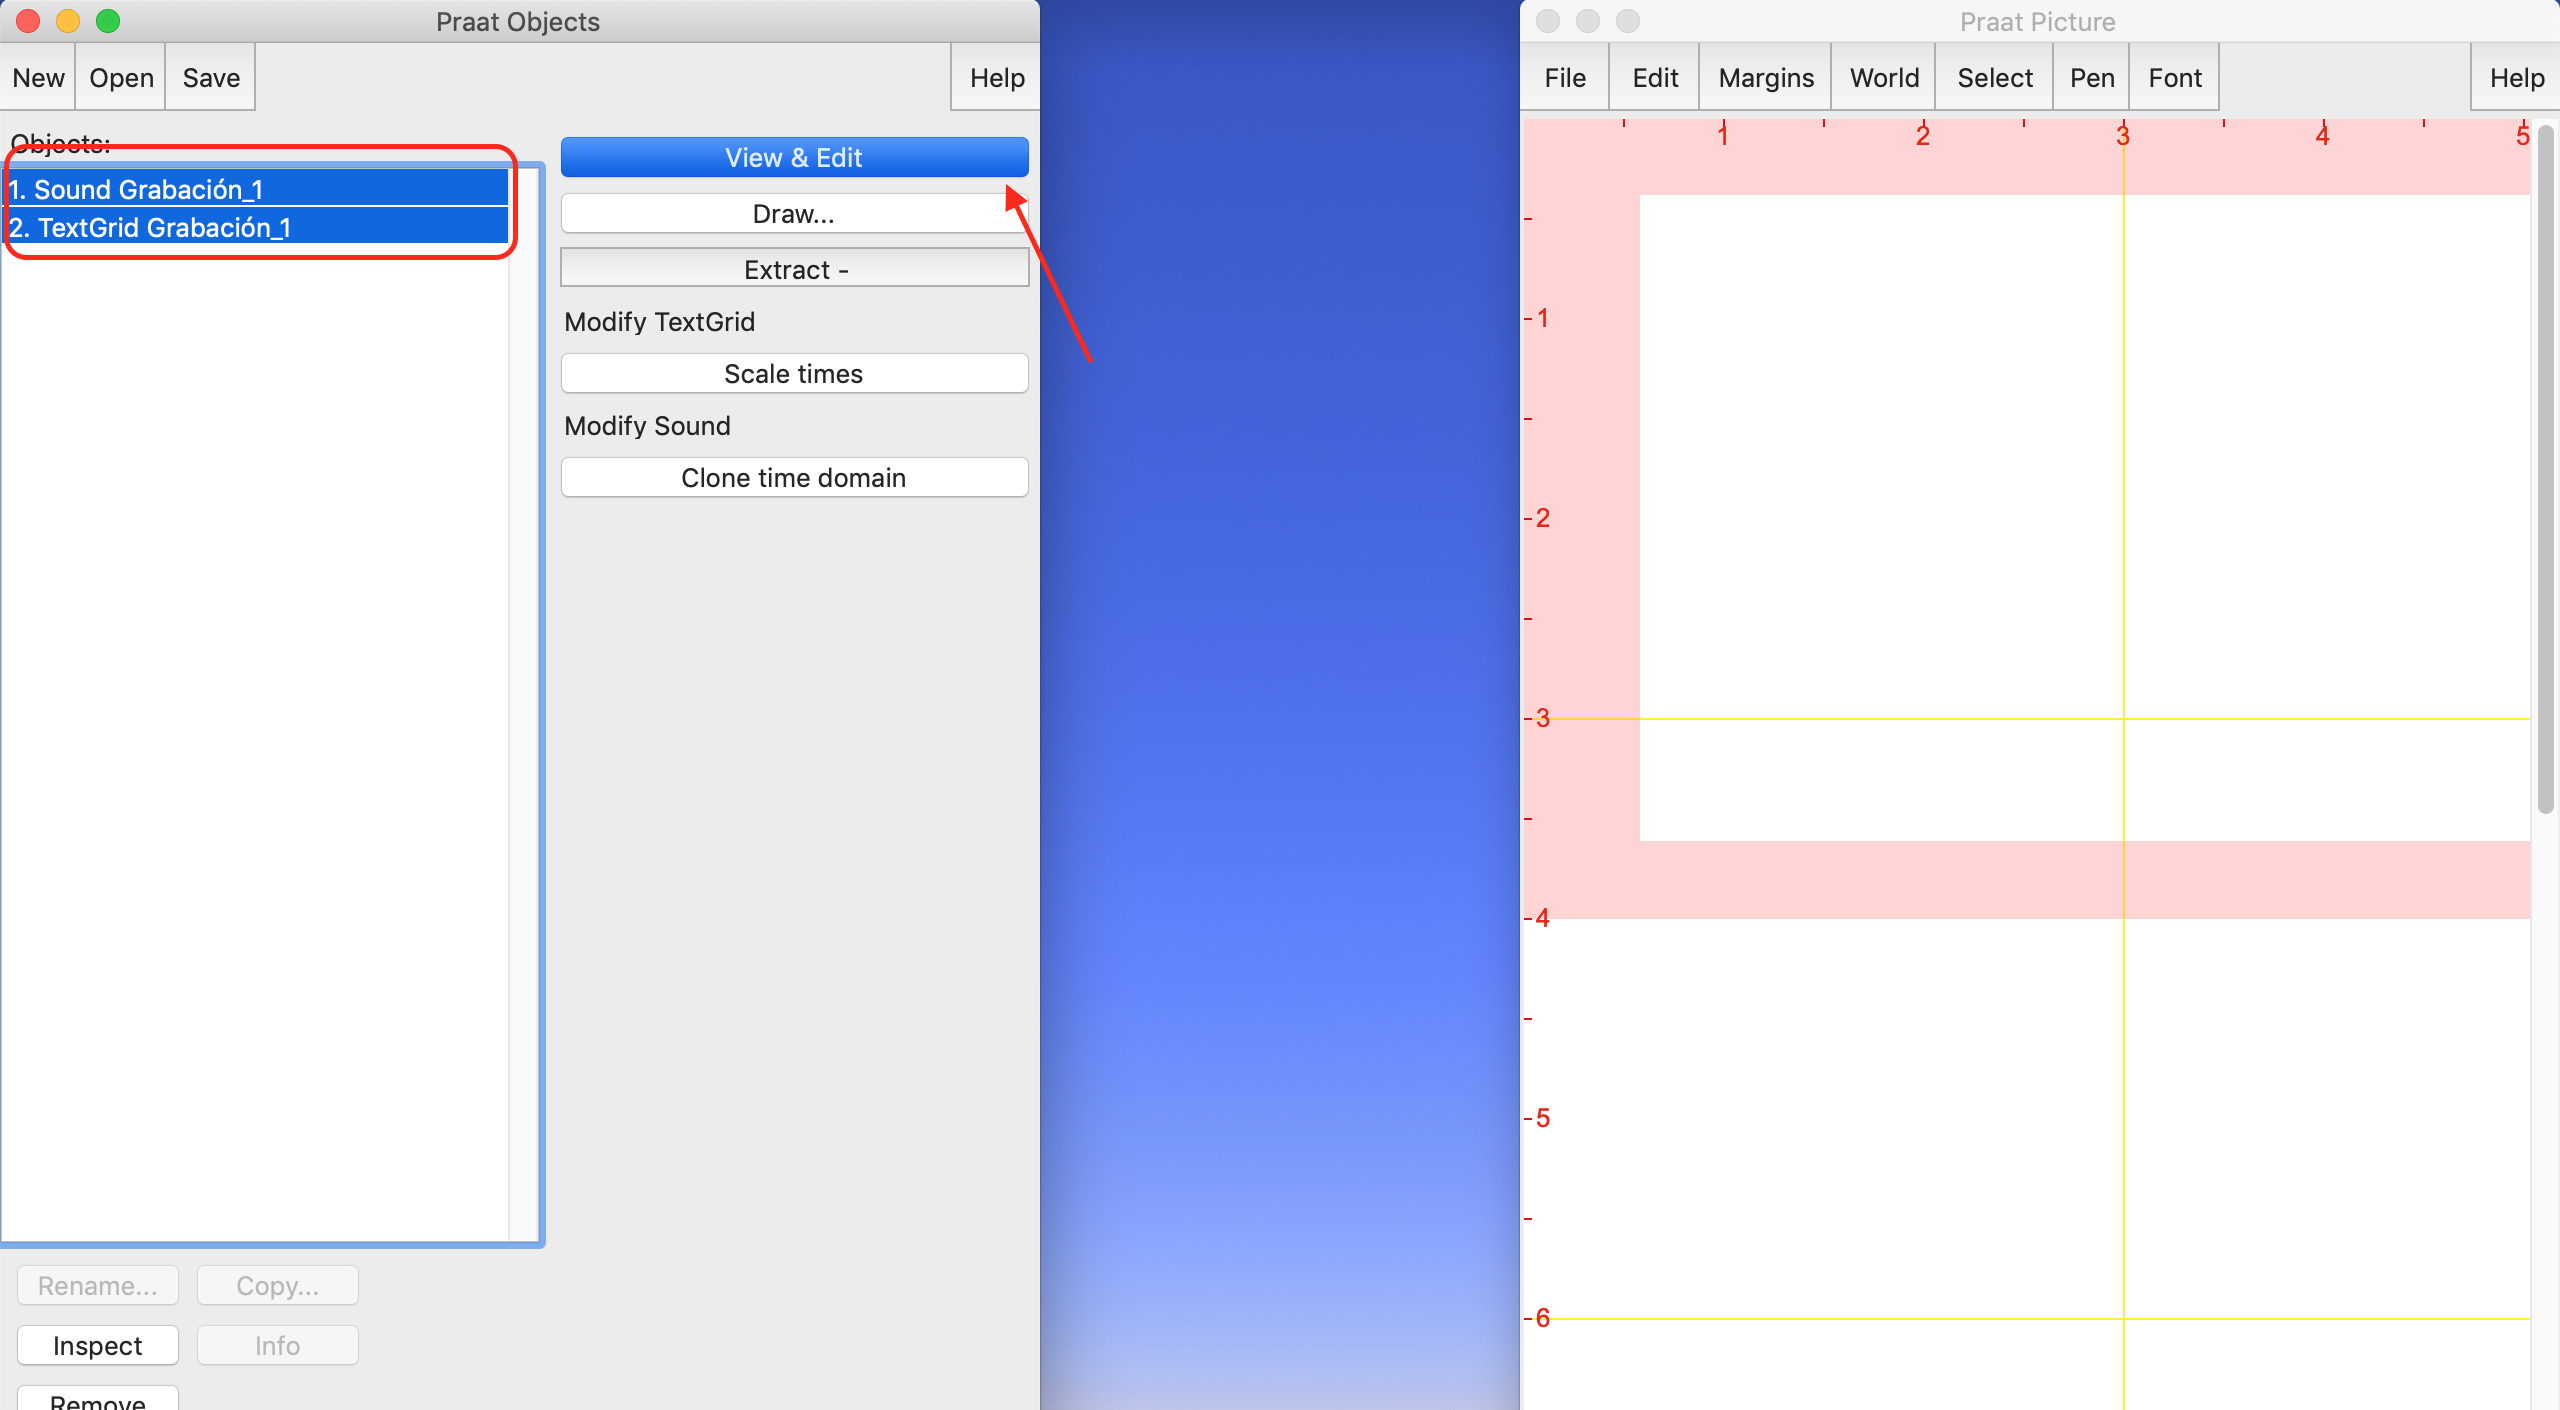 Praat Objects
New Open Save Help
Objects:
1. Sound Grabación_1
2. TextGrid Grabación_1
View & Edit
Draw...
Extract -
Modify TextGrid
Scale times
Modify Sound
Clone time domain
Rename... Copy...
Inspect Info
Remove
Praat Picture
File Edit Margins World Select Pen Font Help
1 2 3 4 5
1
2
3
4
5
6